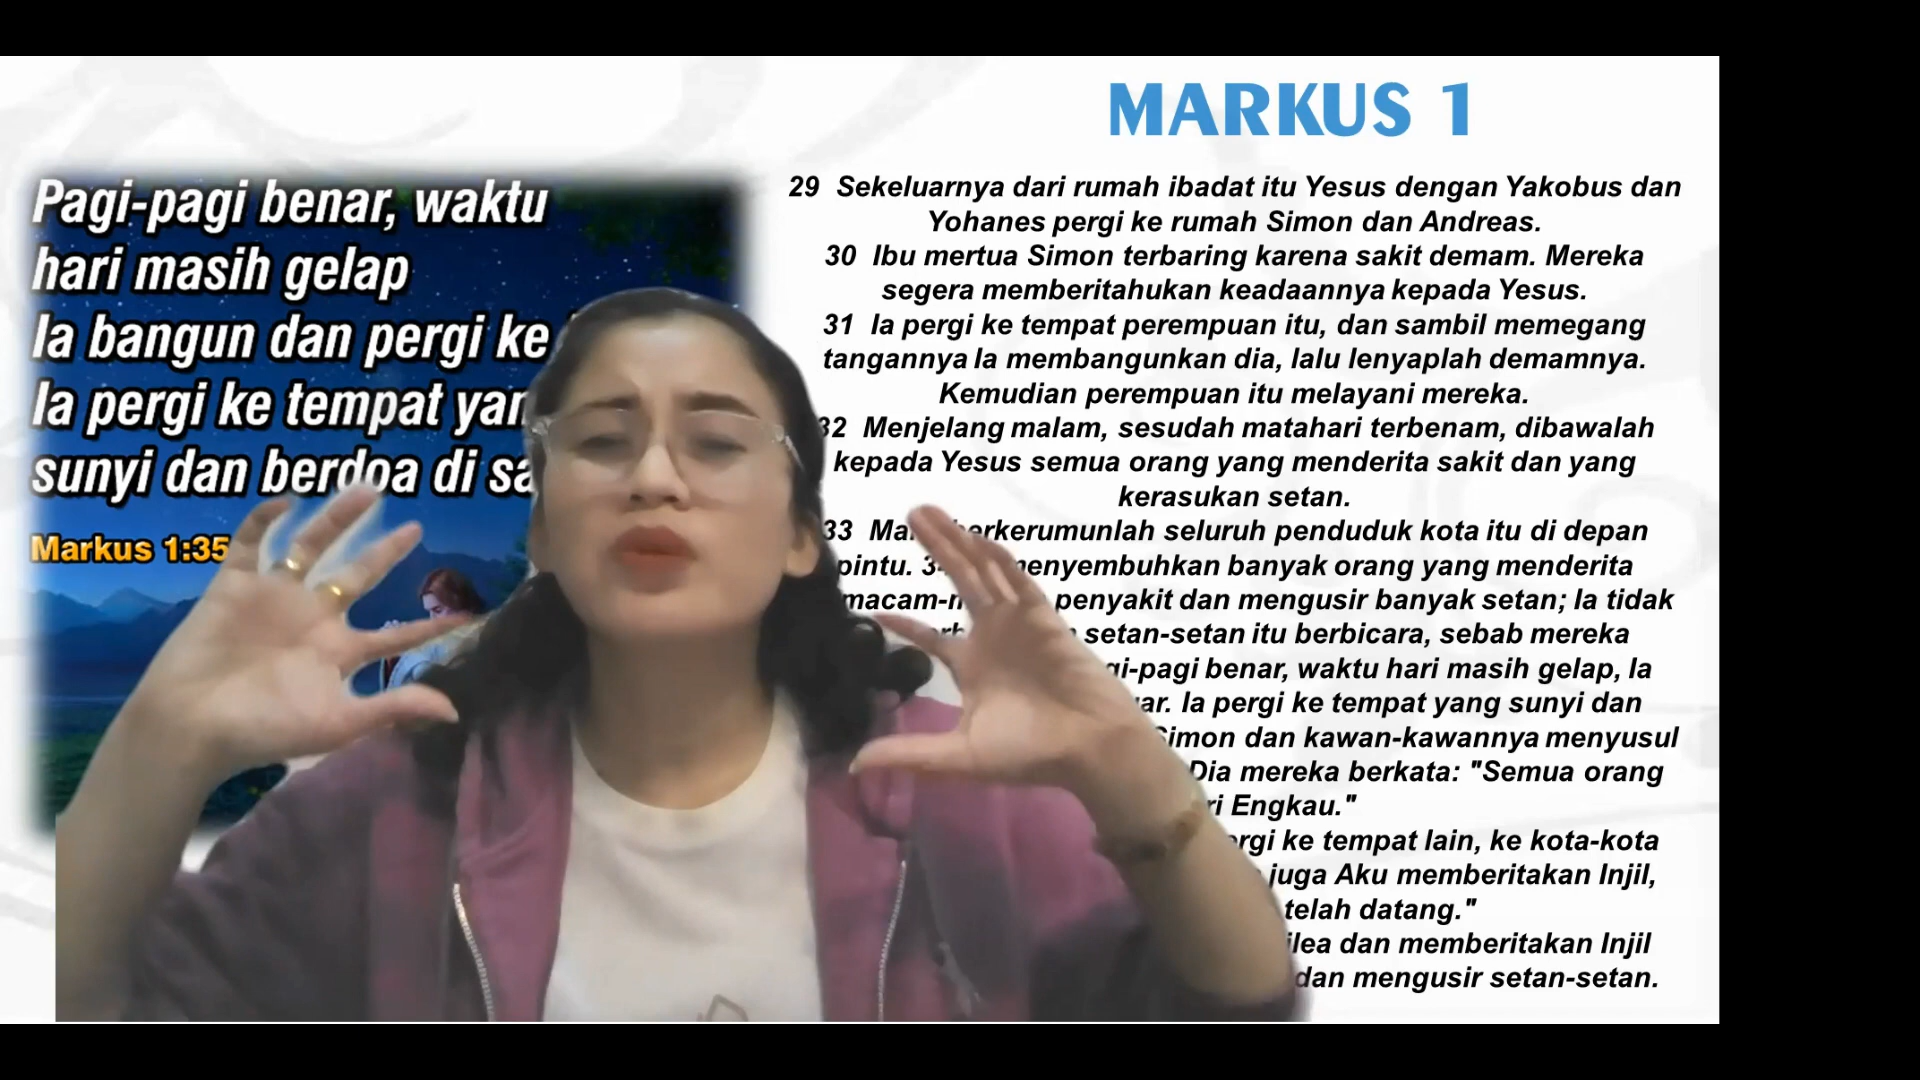 MARKUS 1
Pagi-pagi benar, waktu
hari masih gelap
Ia bangun dan pergi ke
Ia pergi ke tempat
sunyi dan berdoa di
Markus 1:35
29 Sekeluarnya dari rumah ibadat itu Yesus dengan Yakobus dan
Yohanes pergi ke rumah Simon dan Andreas.
30 Ibu mertua Simon terbaring karena sakit demam. Mereka
segera memberitahukan keadaannya kepada Yesus.
31 Ia pergi ke tempat perempuan itu, dan sambil memegang
tangannya Ia membangunkan dia, lalu lenyaplah demamnya.
Kemudian perempuan itu melayani mereka.
32 Menjelang malam, sesudah matahari terbenam, dibawalah
kepada Yesus semua orang yang menderita sakit dan yang
kerasukan setan.
33 seluruh penduduk kota itu di depan
pintu. banyak orang yang menderita
penyakit dan mengusir banyak setan; Ia tidak
setan-setan itu berbicara, sebab mereka
benar, waktu hari masih gelap, Ia
Ia pergi ke tempat yang sunyi dan
Simon dan kawan-kawannya menyusul
Dia mereka berkata: "Semua orang
Engkau."
ke tempat lain, ke kota-kota
juga Aku memberitakan Injil,
telah datang."
dan memberitakan Injil
dan mengusir setan-setan.